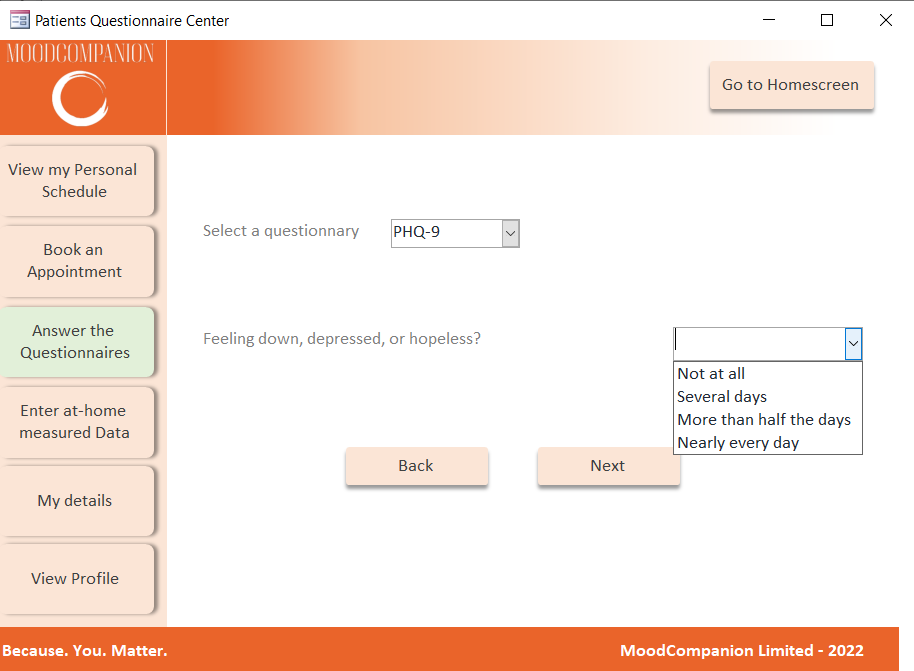 Patients Questionnaire Center
MOODCOMPANION
Go to Homescreen
View my Personal
Schedule
Book an
Appointment
Answer the
Questionnaires
Enter at-home
measured Data
My details
View Profile
Select a questionnary
PHQ-9
Feeling down, depressed, or hopeless?
Not at all
Several days
More than half the days
Nearly every day
Back
Next
Because. You. Matter.
MoodCompanion Limited - 2022